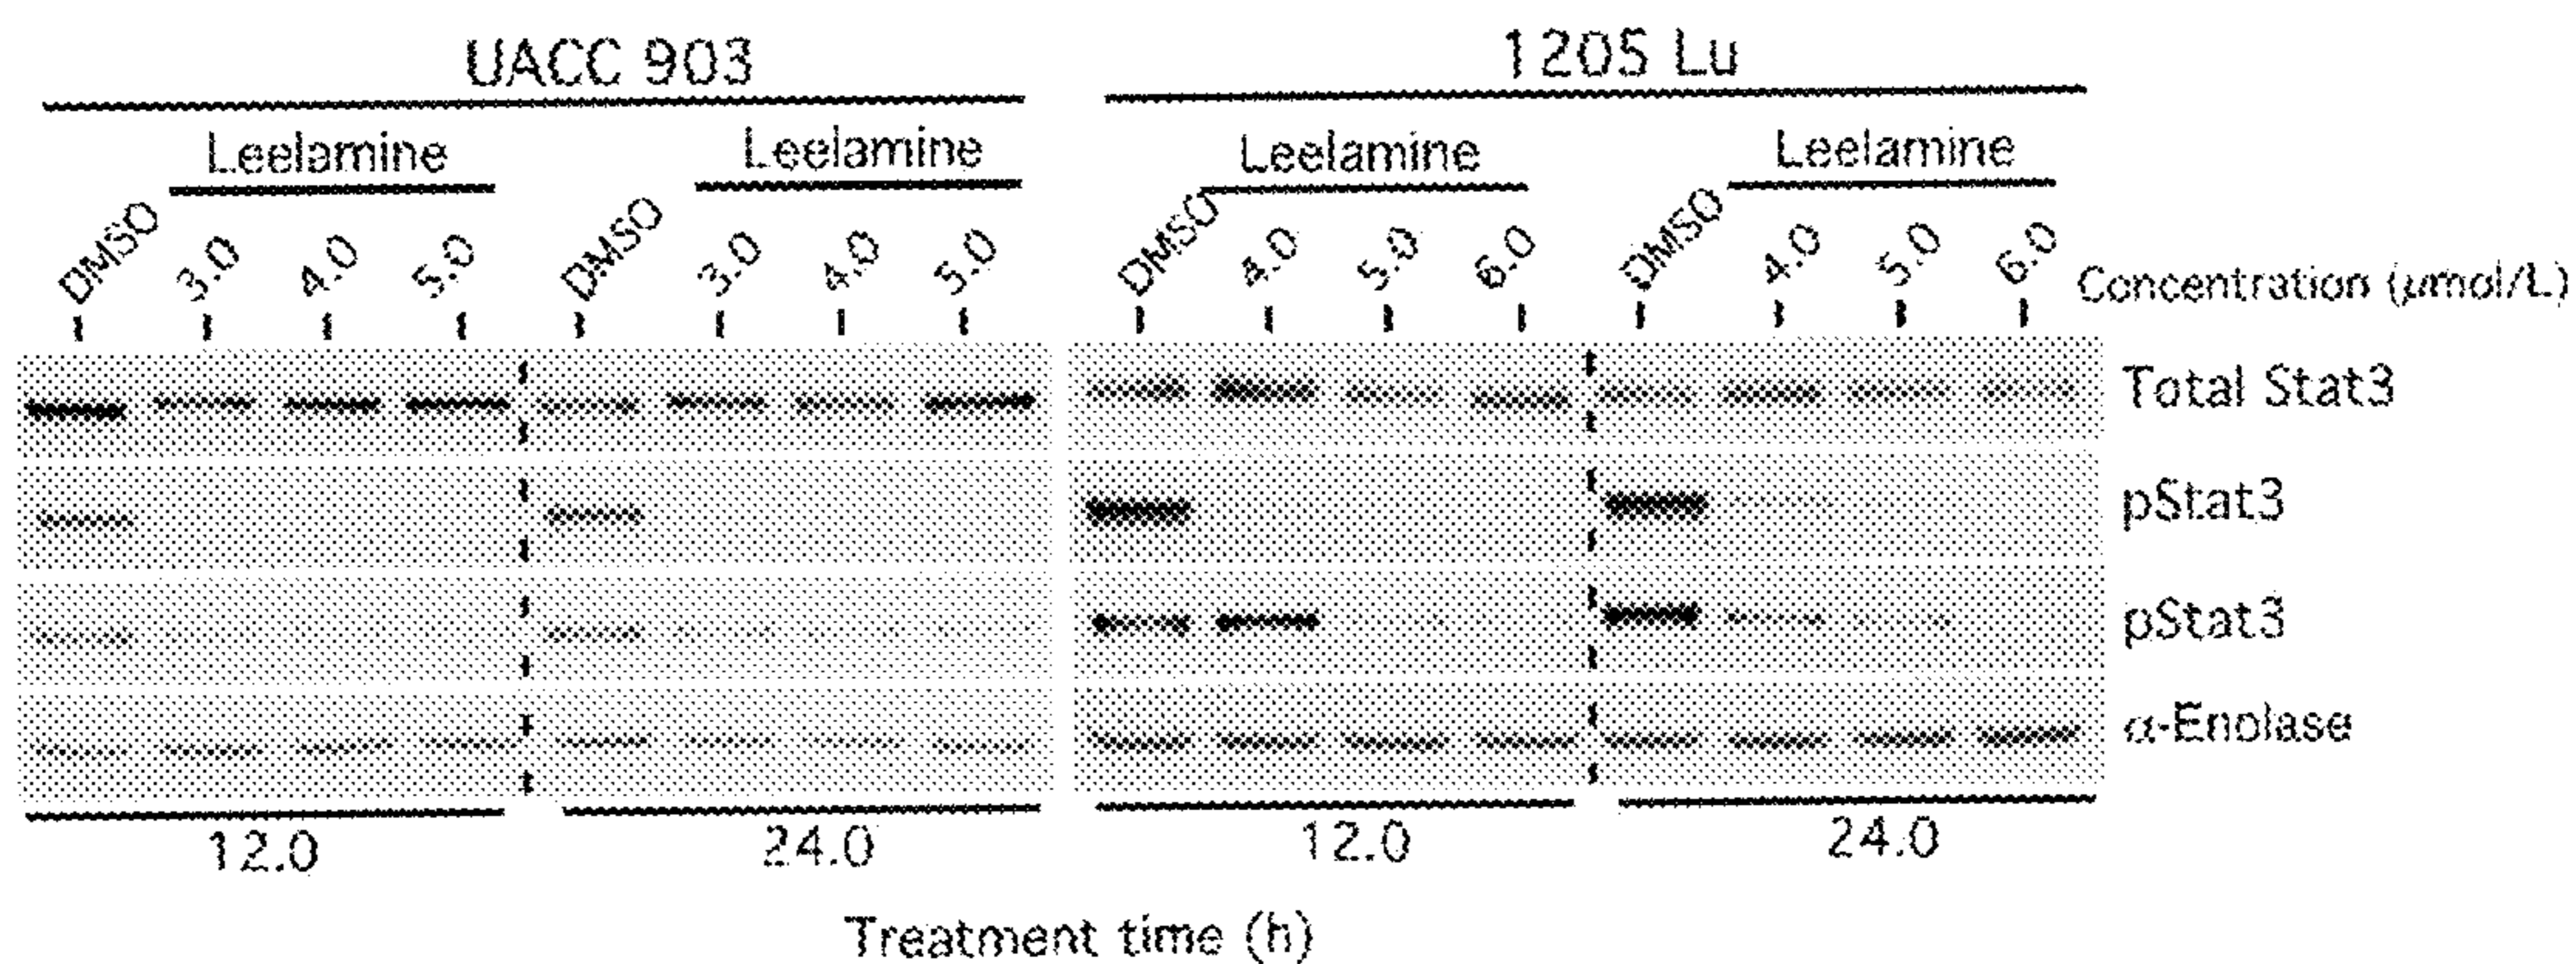 UACC 903 1205 Lu
Leelamine Leelamine Leelamine Leelamine
DMSO 3.0 4.0 5.0 DMSO 3.0 4.0 5.0 DMSO 4.0 5.0 6.0 DMSO 4.0 5.0 6.0 Concentration (μmol/L)
Total Stat3
pStat3
pStat3
α-Enolase
12.0 24.0 12.0 24.0
Treatment time (h)